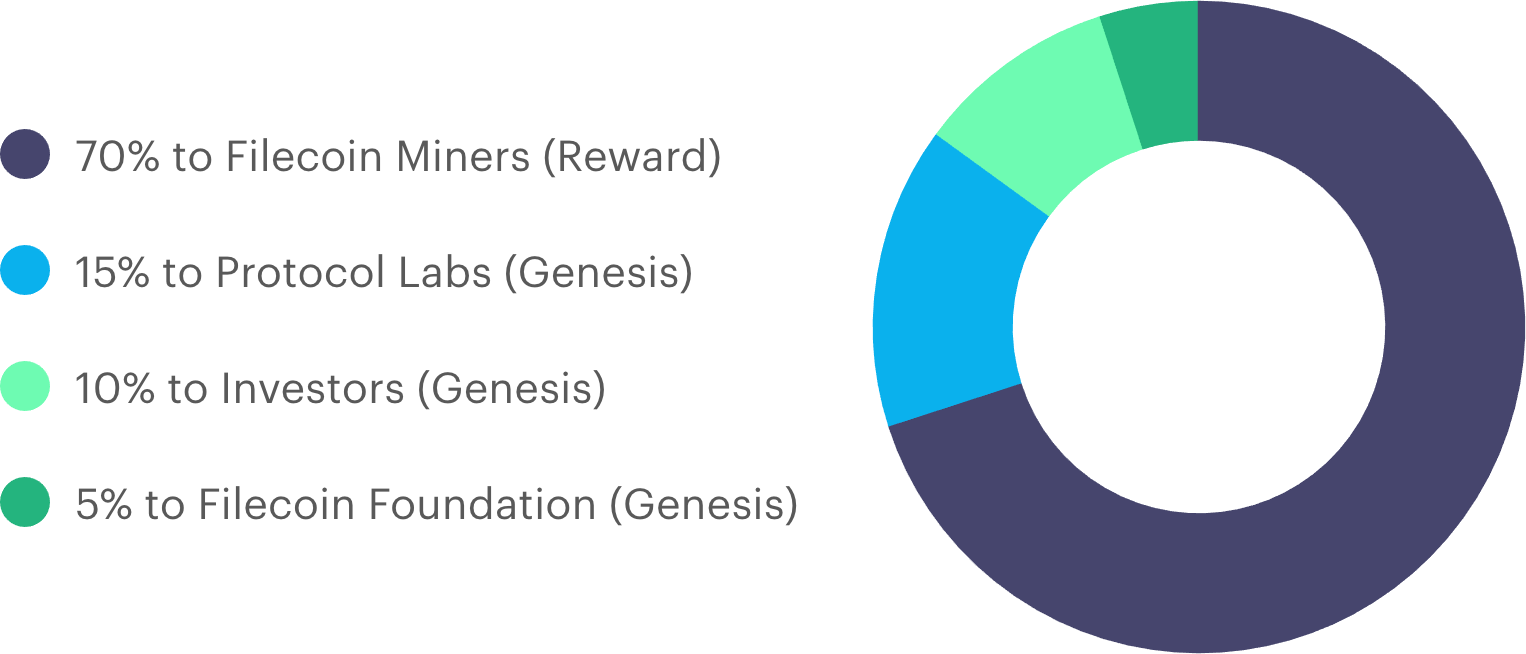 70% to Filecoin Miners (Reward)
15% to Protocol Labs (Genesis)
10% to Investors (Genesis)
5% to Filecoin Foundation (Genesis)